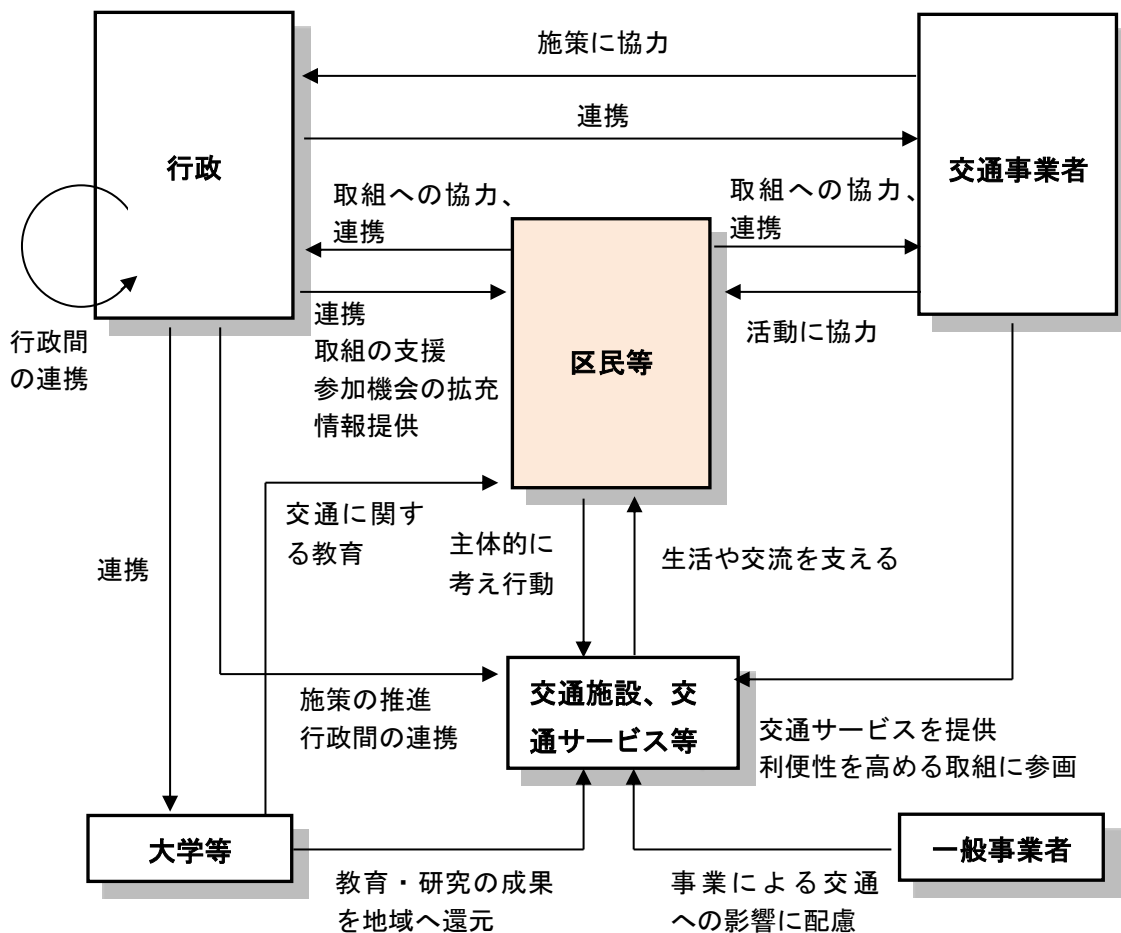 施策に協力
連携
行政
交通事業者
取組への協力、
連携
取組への協力、
連携
行政間
の連携
連携
取組の支援
参加機会の拡充
情報提供
区民等
活動に協力
交通に関す
る教育
連携
主体的に
考え行動
生活や交流を支える
施策の推進
行政間の連携
交通施設、交
通サービス等
交通サービスを提供
利便性を高める取組に参画
大学等
一般事業者
教育・研究の成果
を地域へ還元
事業による交通
への影響に配慮